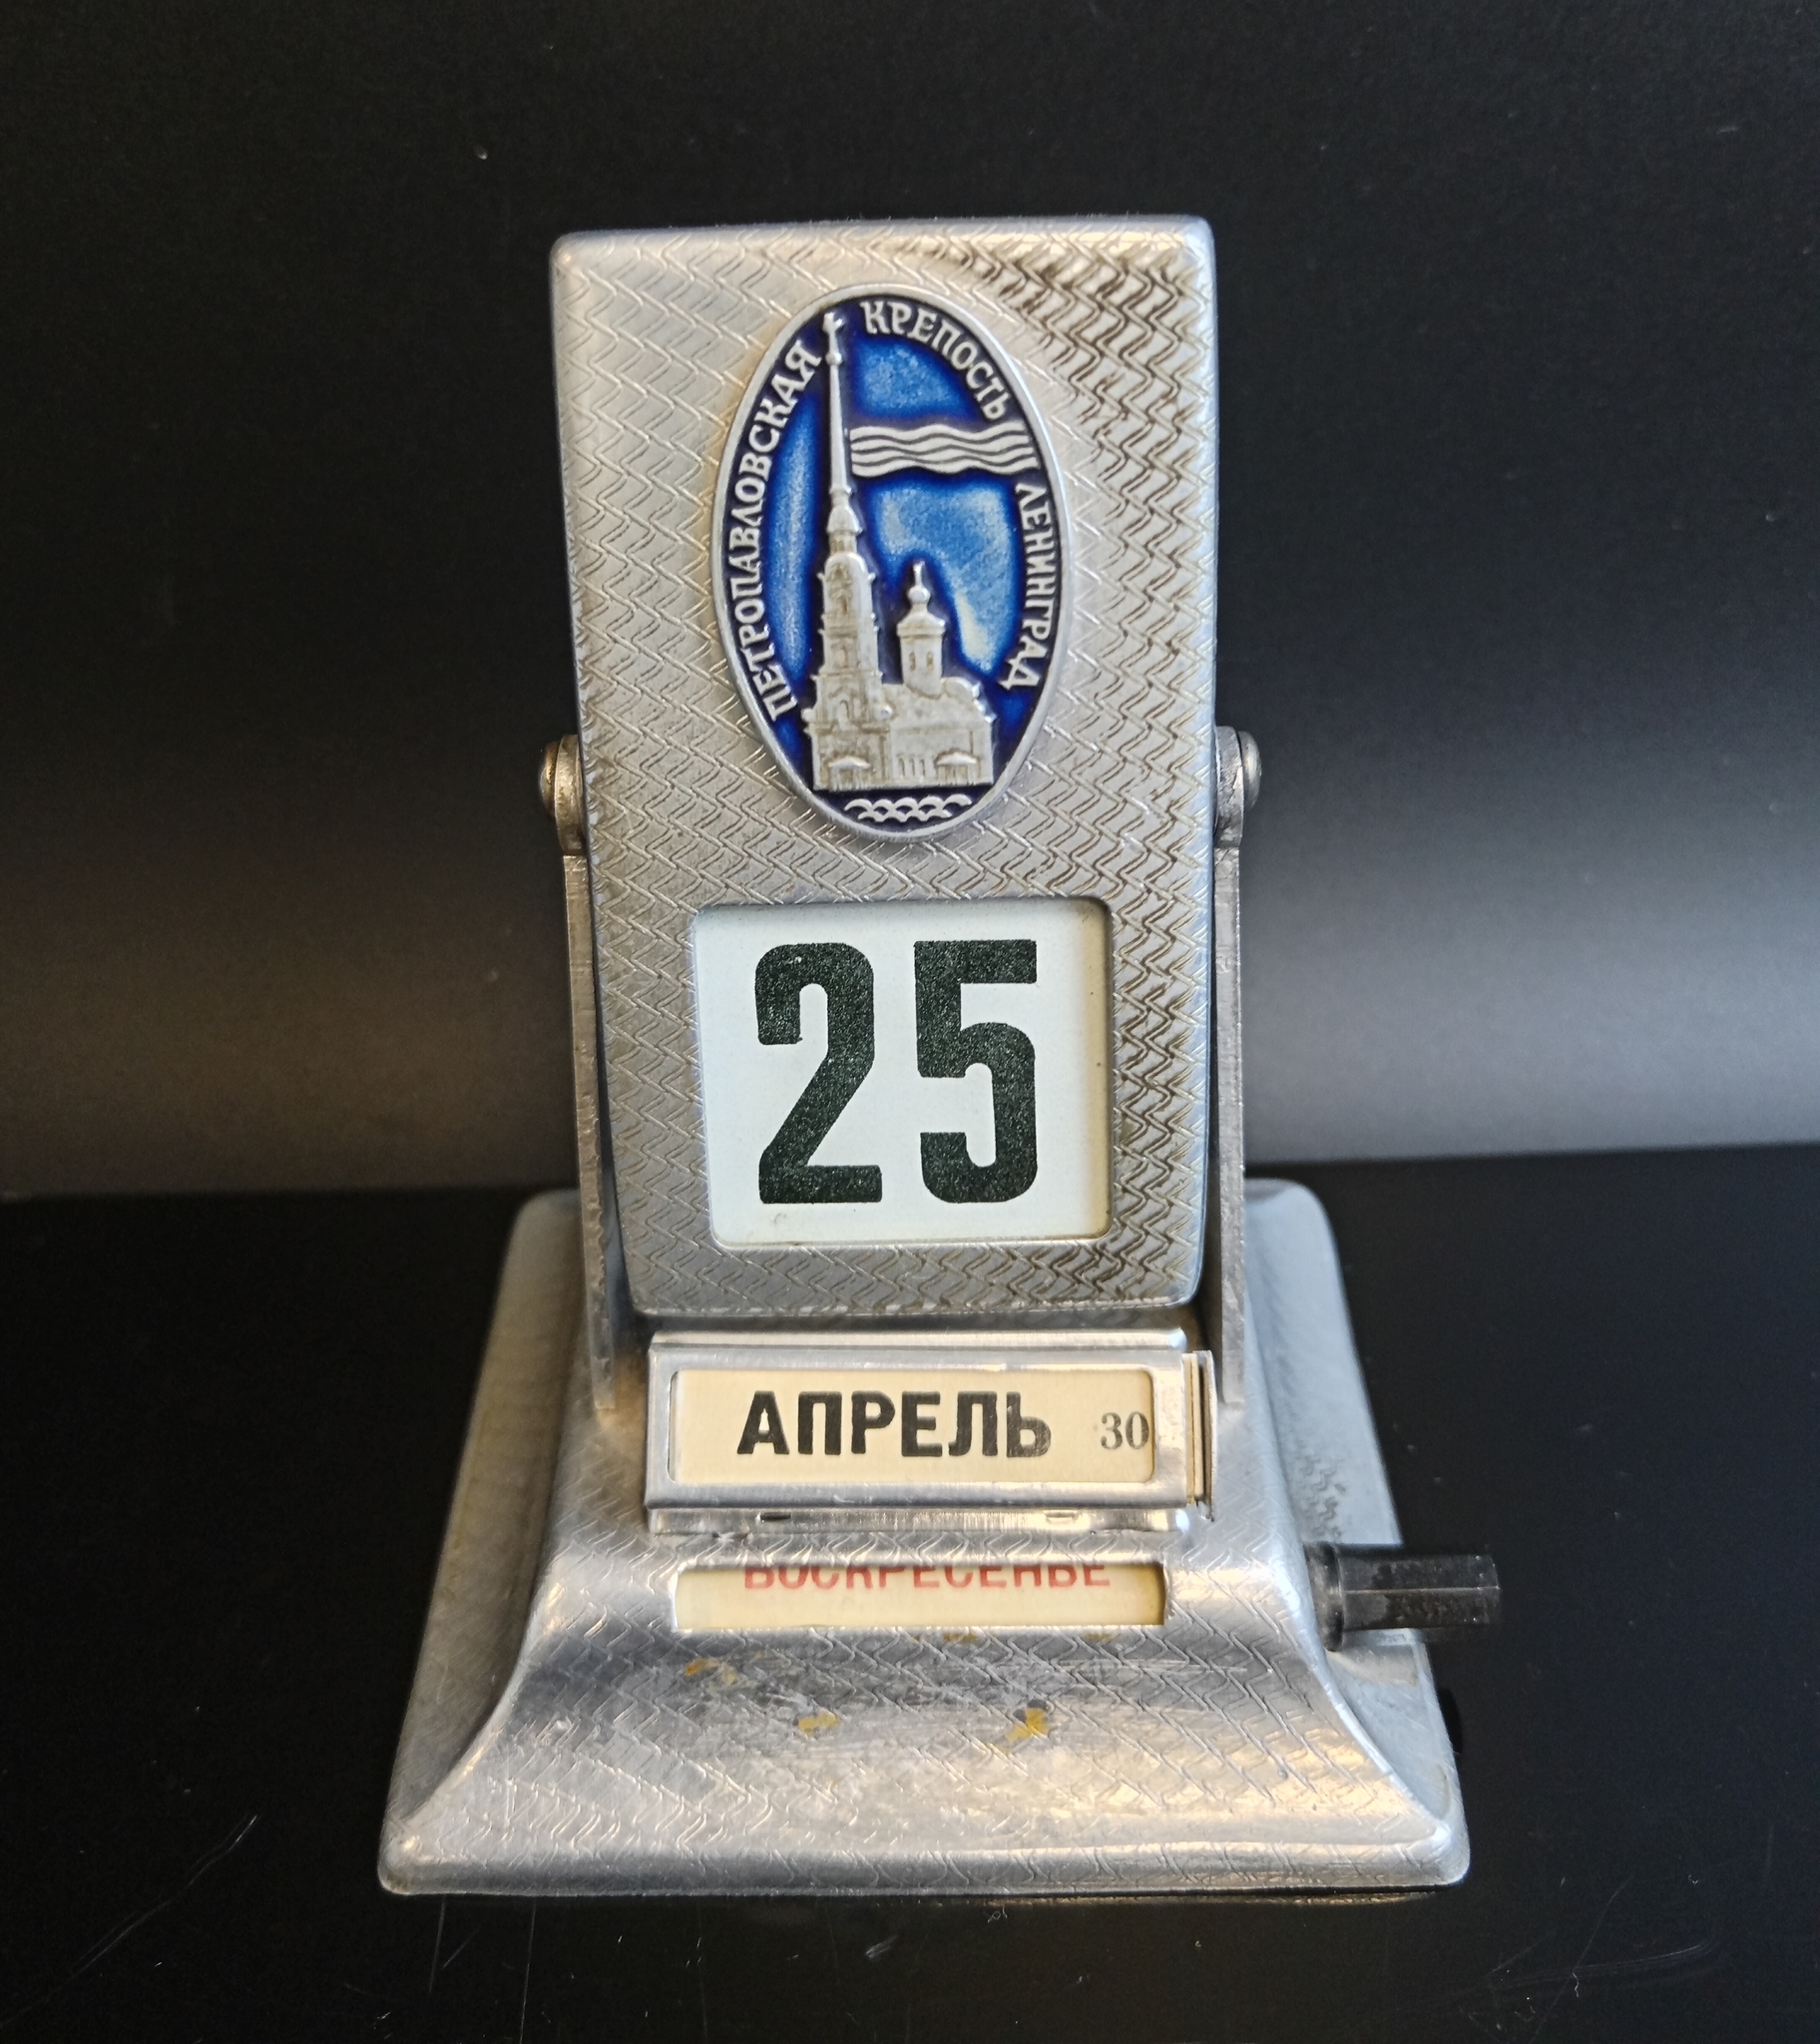 ПЕТРОПАВЛОВСКАЯ
КРЕПОСТЬ
ЛЕНИНГРАД
25
АПРЕЛЬ 30
ВОСКРЕСЕНЬЕ